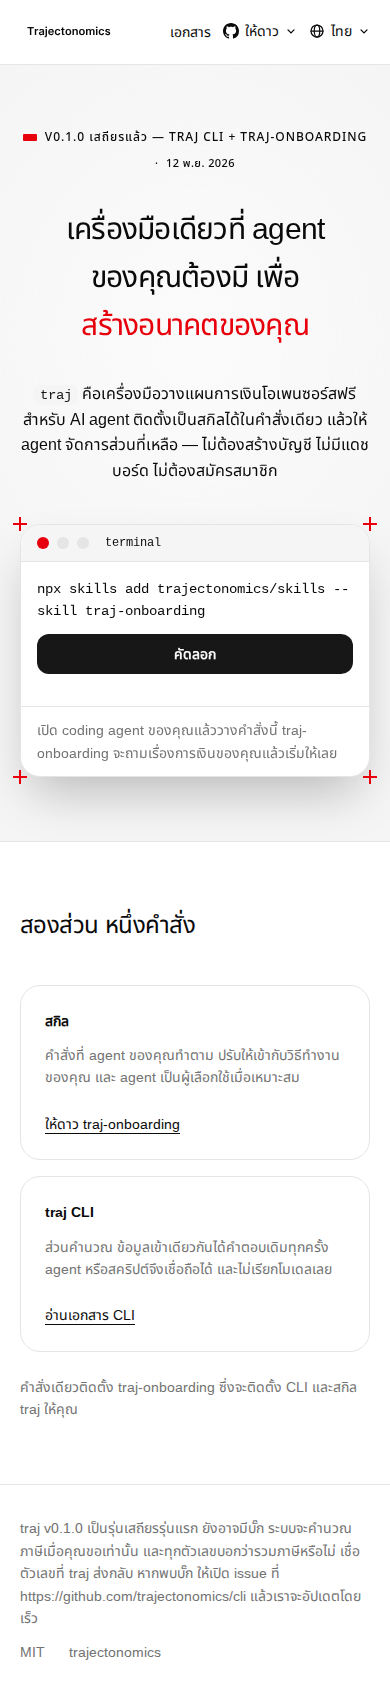 Trajectonomics
เอกสาร
ให้ดาว
ไทย
V0.1.0 เสถียรแล้ว — TRAJ CLI + TRAJ-ONBOARDING
· 12 พ.ย. 2026
เครื่องมือเดียวที่ agent
ของคุณต้องมี เพื่อ
สร้างอนาคตของคุณ
traj คือเครื่องมือวางแผนการเงินโอเพนซอร์สฟรี
สำหรับ AI agent ติดตั้งเป็นสกิลได้ในคำสั่งเดียว แล้วให้
agent จัดการส่วนที่เหลือ — ไม่ต้องสร้างบัญชี ไม่มีแดช
บอร์ด ไม่ต้องสมัครสมาชิก
terminal
npx skills add trajectonomics/skills --
skill traj-onboarding
คัดลอก
เปิด coding agent ของคุณแล้ววางคำสั่งนี้ traj-
onboarding จะถามเรื่องการเงินของคุณแล้วเริ่มให้เลย
สองส่วน หนึ่งคำสั่ง
สกิล
คำสั่งที่ agent ของคุณทำตาม ปรับให้เข้ากับวิธีทำงาน
ของคุณ และ agent เป็นผู้เลือกใช้เมื่อเหมาะสม
ให้ดาว traj-onboarding
traj CLI
ส่วนคำนวณ ข้อมูลเข้าเดียวกันได้คำตอบเดิมทุกครั้ง
agent หรือสคริปต์จึงเชื่อถือได้ และไม่เรียกโมเดลเลย
อ่านเอกสาร CLI
คำสั่งเดียวติดตั้ง traj-onboarding ซึ่งจะติดตั้ง CLI และสกิล
traj ให้คุณ
traj v0.1.0 เป็นรุ่นเสถียรรุ่นแรก ยังอาจมีบั๊ก ระบบจะคำนวณ
ภาษีเมื่อคุณขอเท่านั้น และทุกตัวเลขบอกว่ารวมภาษีหรือไม่ เชื่อ
ตัวเลขที่ traj ส่งกลับ หากพบบั๊ก ให้เปิด issue ที่
https://github.com/trajectonomics/cli แล้วเราจะอัปเดตโดย
เร็ว
MIT
trajectonomics